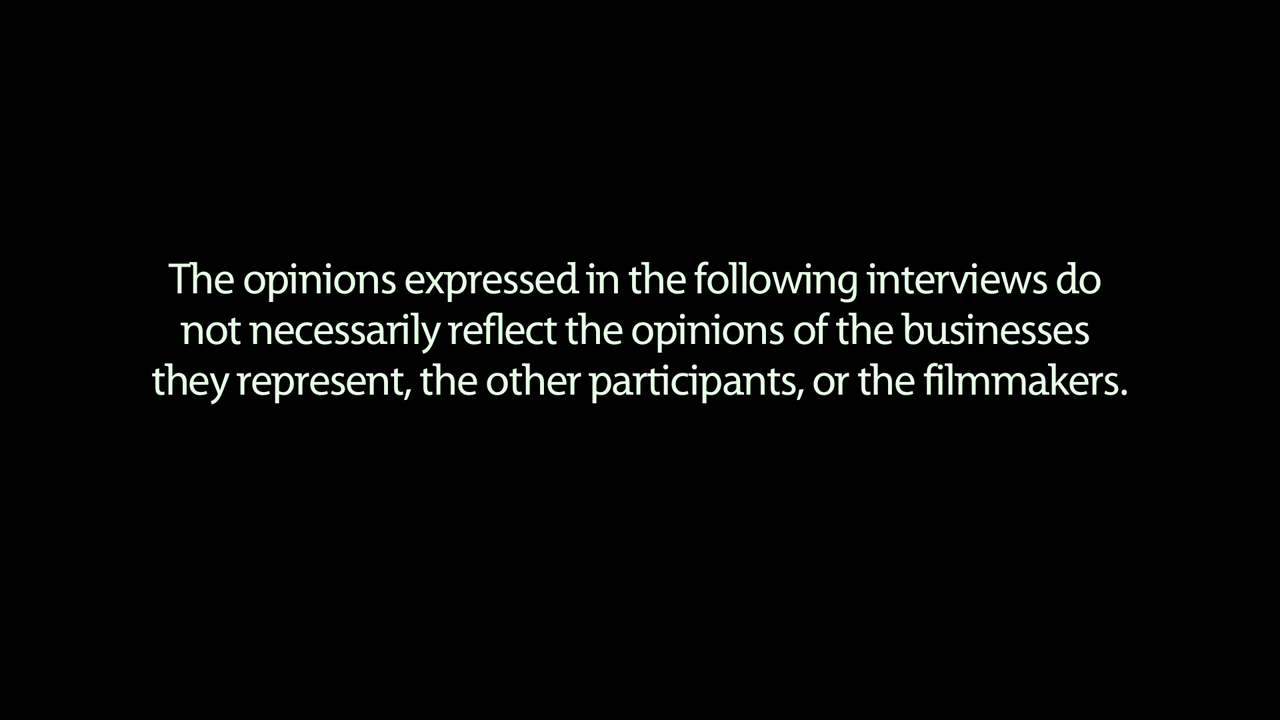 The opinions expressed in the following interviews do
not necessarily reflect the opinions of the businesses
they represent, the other participants, or the filmmakers.